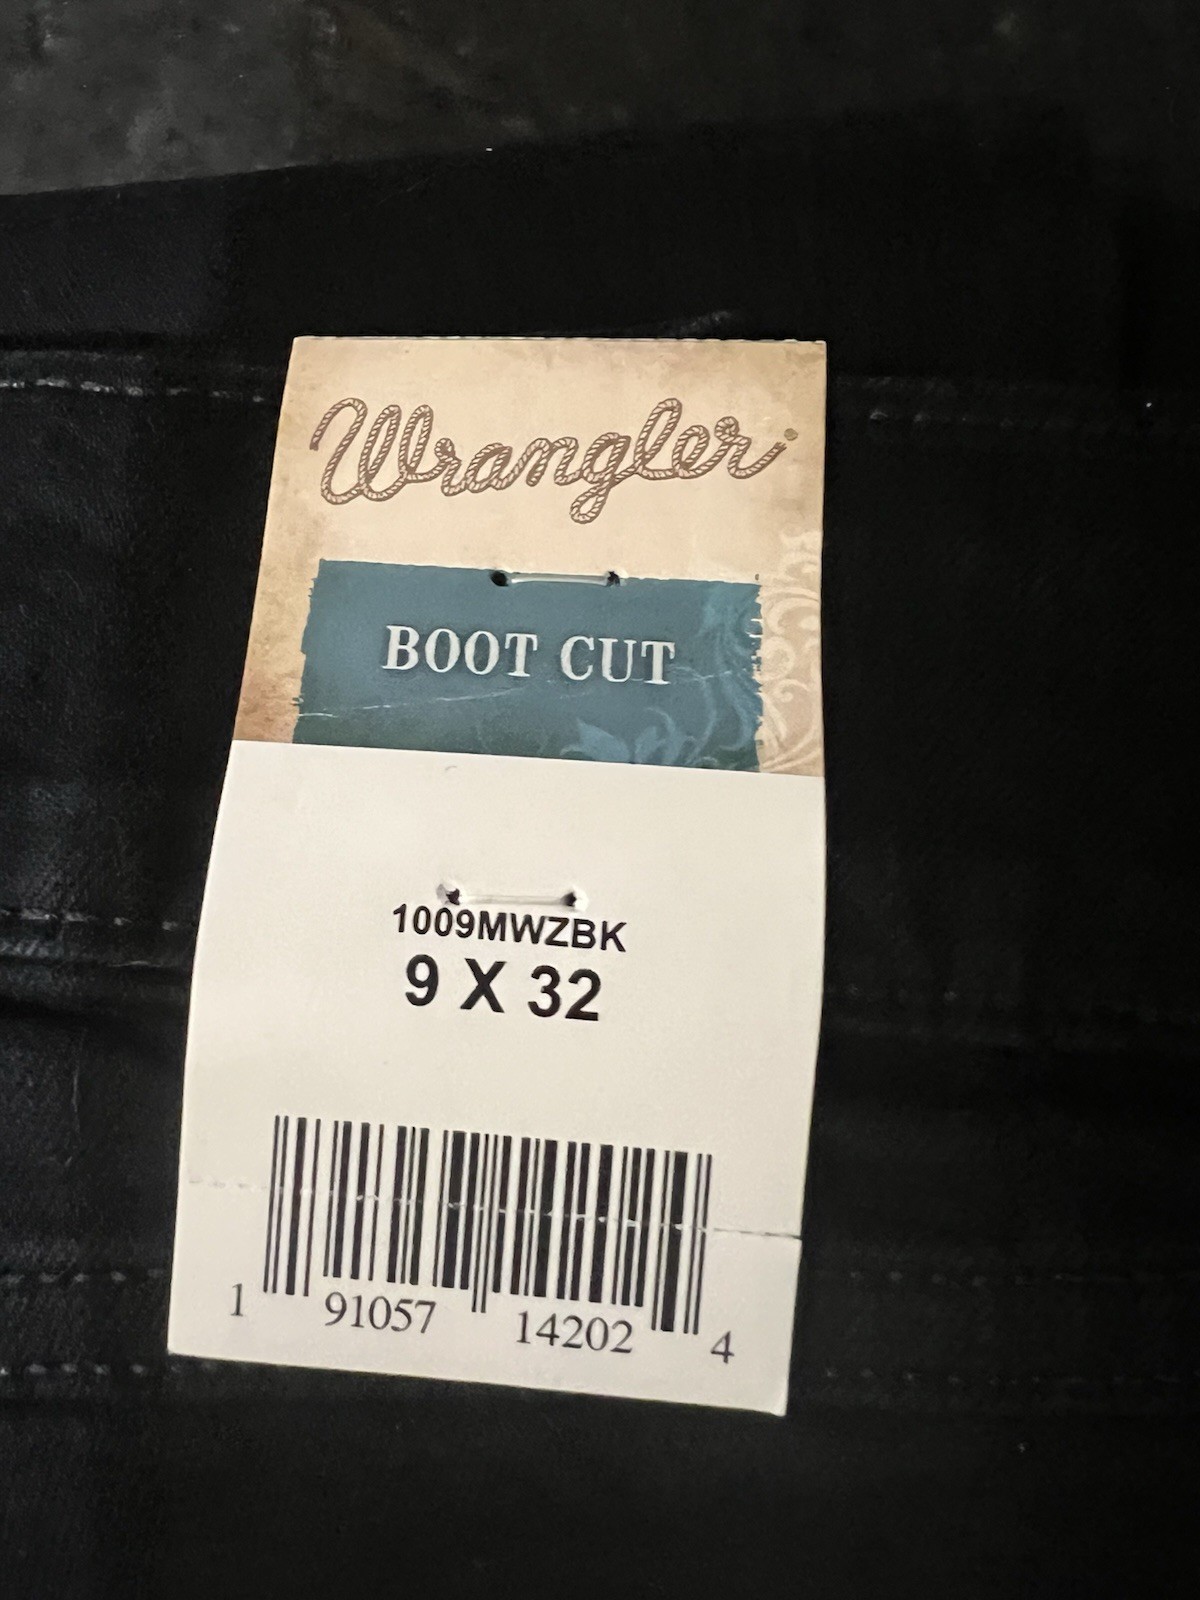 Wrangler
BOOT CUT
1009MWZBK
9 X 32
1 91057 14202 4